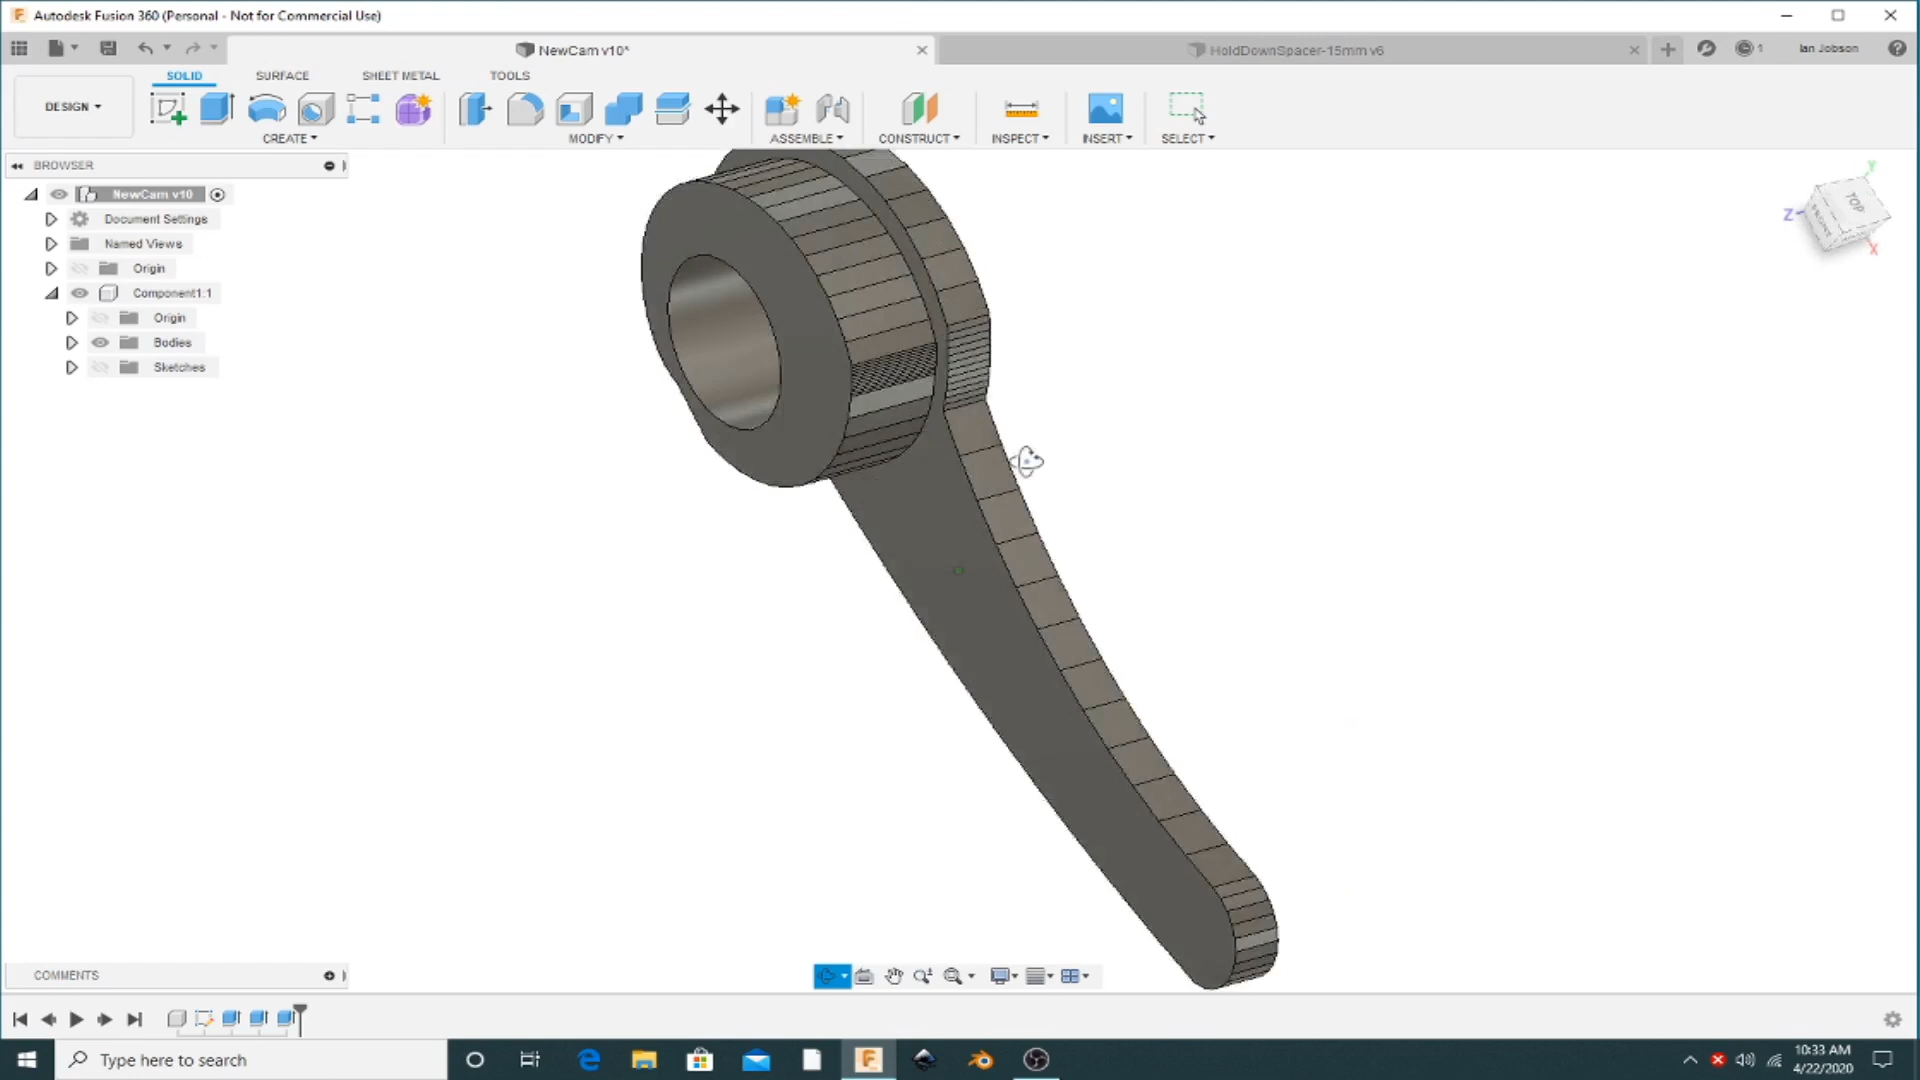 Autodesk Fusion 360 (Personal - Not for Commercial Use)
NewCam v10*
HoldDownSpacer-15mm v6
1
Ian Jobson
SOLID
SURFACE
SHEET METAL
TOOLS
DESIGN
CREATE
MODIFY
ASSEMBLE
CONSTRUCT
INSPECT
INSERT
SELECT
BROWSER
NewCam v10
Document Settings
Named Views
Origin
Component1:1
Origin
Bodies
Sketches
Y
Z
TOP
FRONT
X
COMMENTS
Type here to search
10:33 AM
4/22/2020